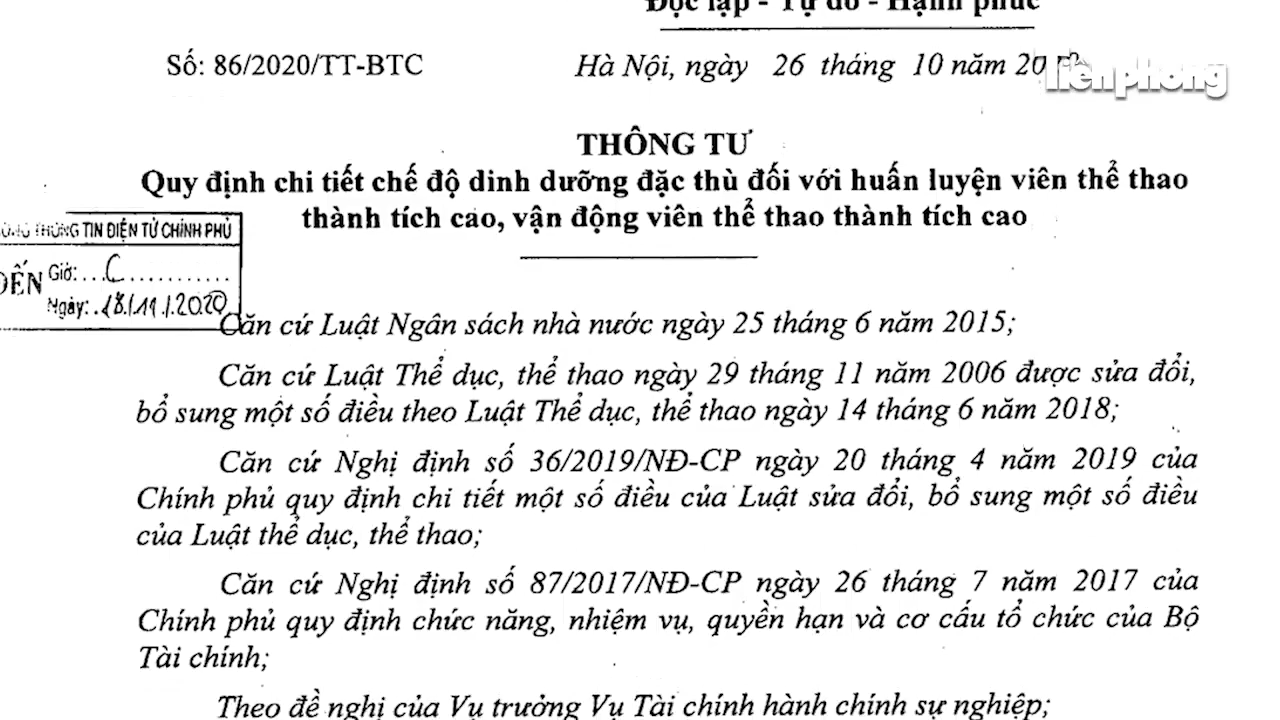 Độc lập - Tự do - Hạnh phúc
Số: 86/2020/TT-BTC
Hà Nội, ngày 26 tháng 10 năm
tienphong
THÔNG TƯ
Quy định chi tiết chế độ dinh dưỡng đặc thù đối với huấn luyện viên thể thao
thành tích cao, vận động viên thể thao thành tích cao
THÔNG TIN ĐIỆN TỬ CHÍNH PHỦ
ĐẾN
Giờ: ...C...........
Ngày: .18./.11./.2020
Căn cứ Luật Ngân sách nhà nước ngày 25 tháng 6 năm 2015;
Căn cứ Luật Thể dục, thể thao ngày 29 tháng 11 năm 2006 được sửa đổi,
bổ sung một số điều theo Luật Thể dục, thể thao ngày 14 tháng 6 năm 2018;
Căn cứ Nghị định số 36/2019/NĐ-CP ngày 20 tháng 4 năm 2019 của
Chính phủ quy định chi tiết một số điều của Luật sửa đổi, bổ sung một số điều
của Luật thể dục, thể thao;
Căn cứ Nghị định số 87/2017/NĐ-CP ngày 26 tháng 7 năm 2017 của
Chính phủ quy định chức năng, nhiệm vụ, quyền hạn và cơ cấu tổ chức của Bộ
Tài chính;
Theo đề nghị của Vụ trưởng Vụ Tài chính hành chính sự nghiệp;